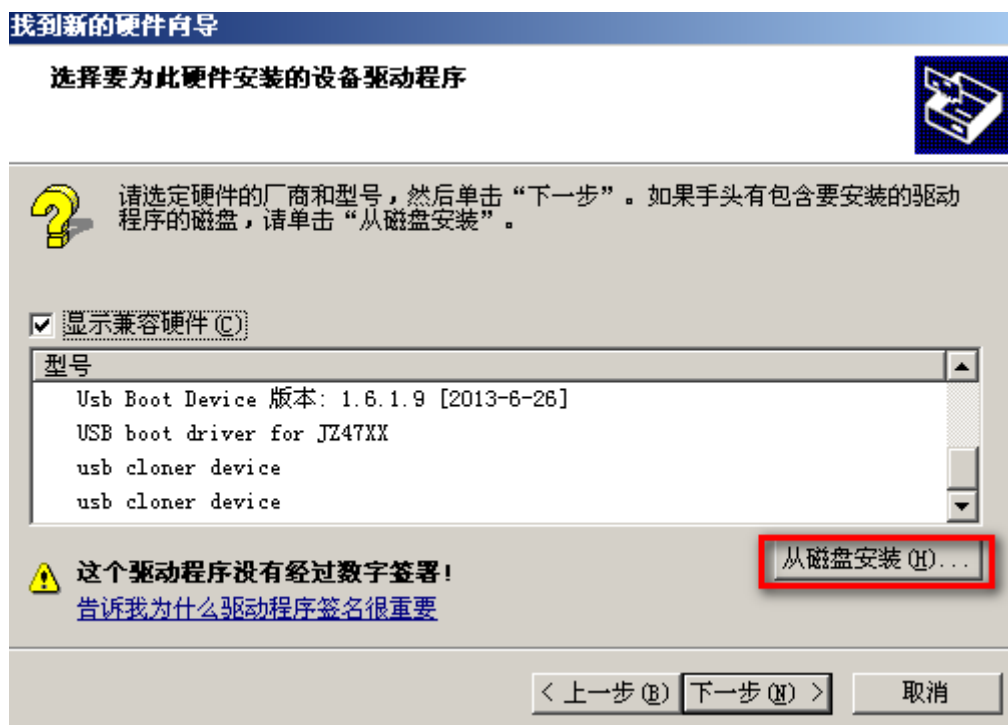 找到新的硬件向导
选择要为此硬件安装的设备驱动程序
请选定硬件的厂商和型号，然后单击“下一步”。如果手头有包含要安装的驱动
程序的磁盘，请单击“从磁盘安装”。
显示兼容硬件(C)
型号
Usb Boot Device 版本: 1.6.1.9 [2013-6-26]
USB boot driver for JZ47XX
usb cloner device
usb cloner device
从磁盘安装(H)...
这个驱动程序没有经过数字签署!
告诉我为什么驱动程序签名很重要
< 上一步(B) 下一步(N) > 取消